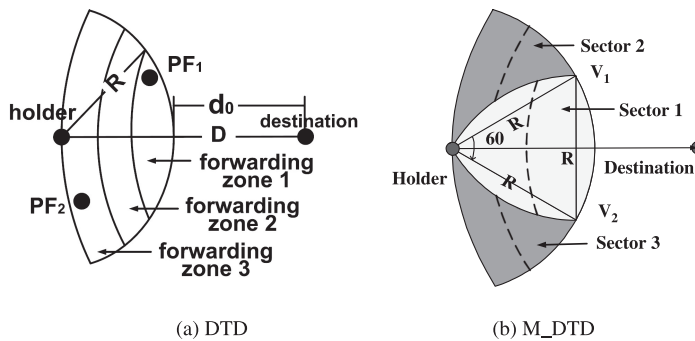 holder
R
PF1
d0
D
destination
forwarding
zone 1
PF2
forwarding
zone 2
forwarding
zone 3
(a) DTD
Sector 2
V1
Sector 1
R
60
R
Holder
Destination
R
V2
Sector 3
(b) M_DTD